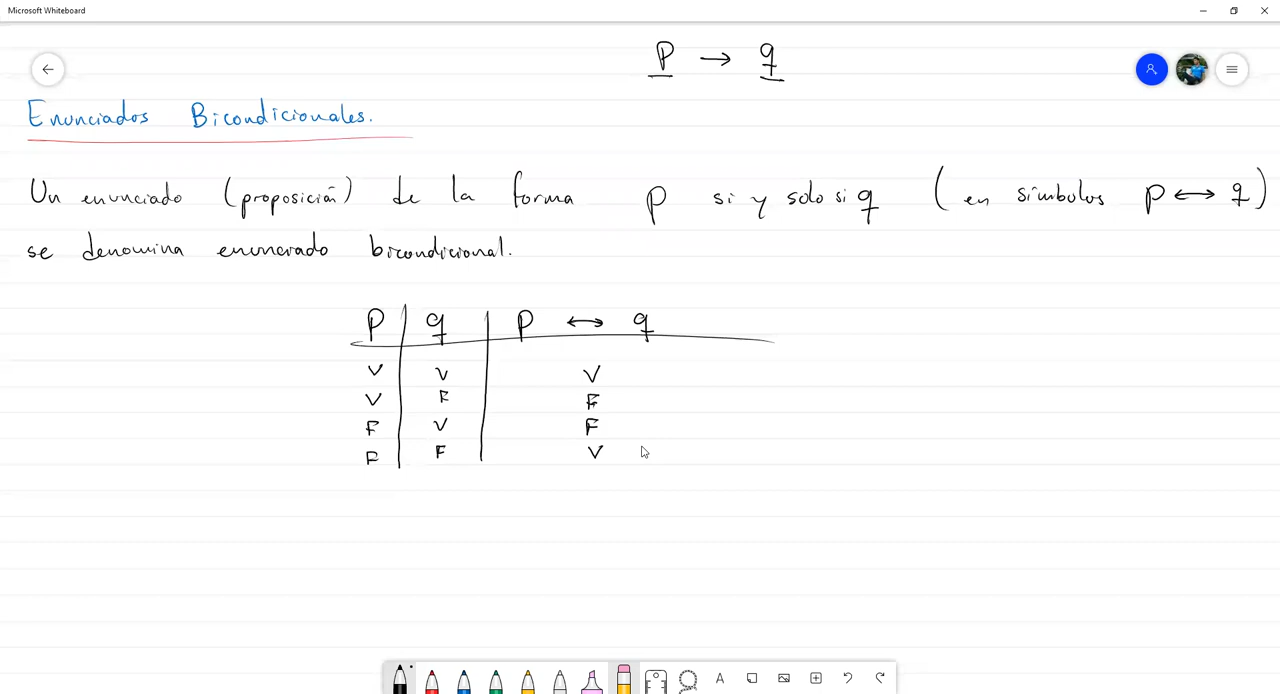 Microsoft Whiteboard
p → q
Enunciados Bicondicionales.
Un enunciado (proposición) de la forma p si y solo si q (en símbolos p ↔ q)
se denomina enunciado bicondicional.
p q p ↔ q
V V V
V F F
F V F
F F V
A